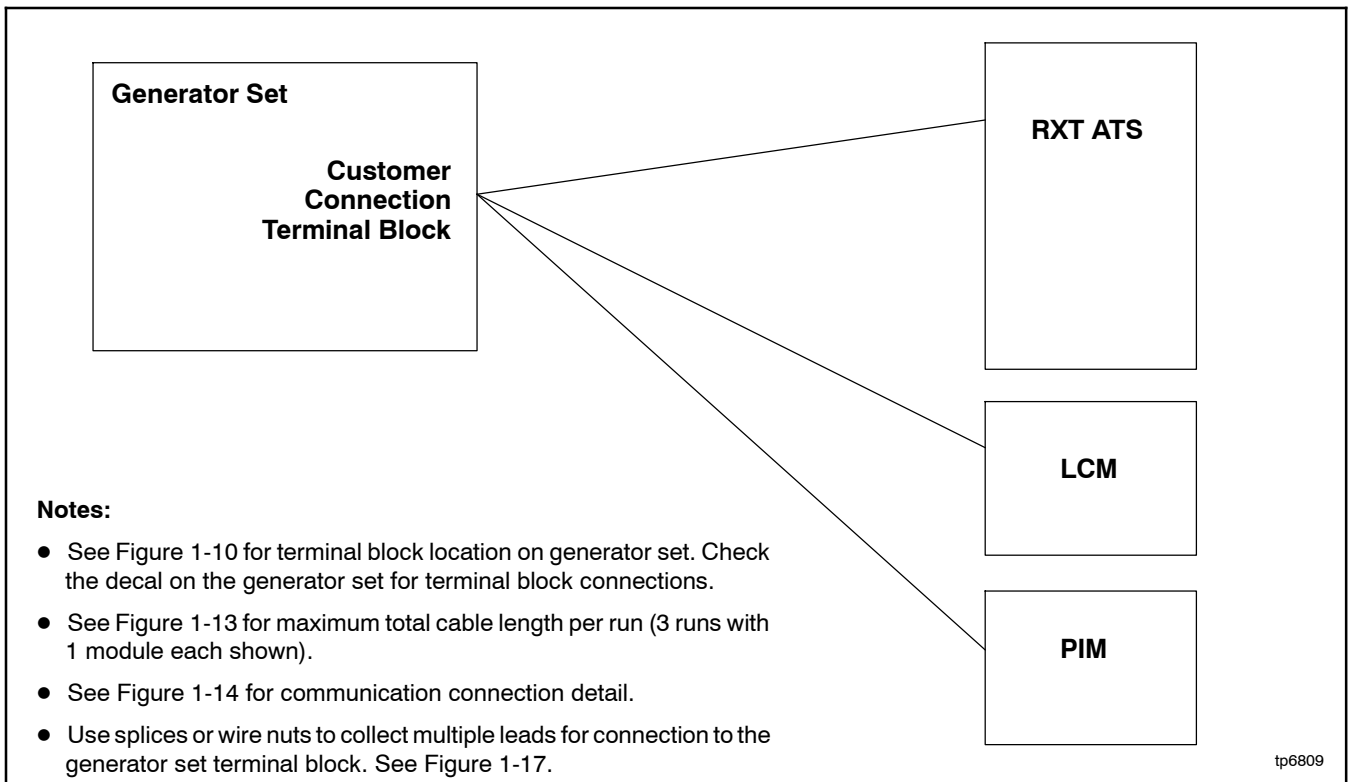 Generator Set
Customer
Connection
Terminal Block
RXT ATS
LCM
PIM
Notes:
● See Figure 1-10 for terminal block location on generator set. Check
the decal on the generator set for terminal block connections.
● See Figure 1-13 for maximum total cable length per run (3 runs with
1 module each shown).
● See Figure 1-14 for communication connection detail.
● Use splices or wire nuts to collect multiple leads for connection to the
generator set terminal block. See Figure 1-17.
tp6809